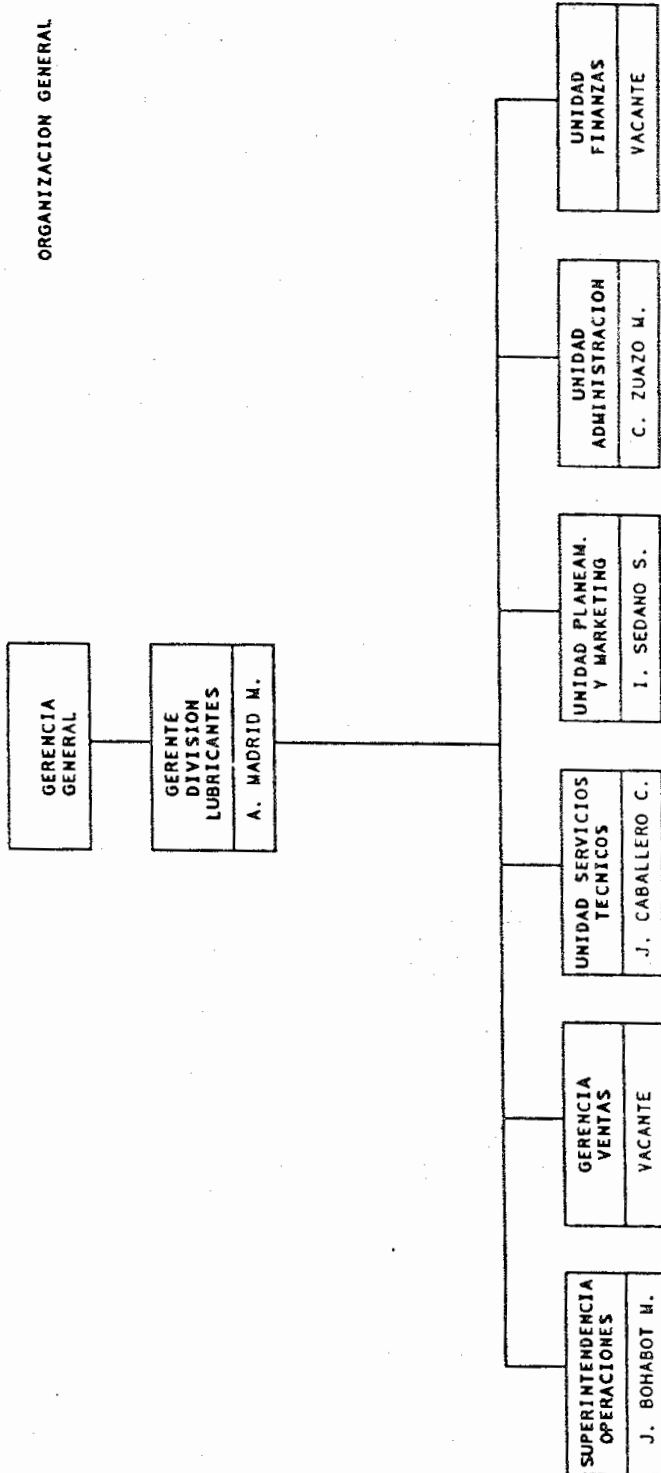 ORGANIZACION GENERAL
GERENCIA
GENERAL
GERENTE
DIVISION
LUBRICANTES
A. MADRID M.
SUPERINTENDENCIA
OPERACIONES
J. BOHABOT W.
GERENCIA
VENTAS
VACANTE
UNIDAD SERVICIOS
TECNICOS
J. CABALLERO C.
UNIDAD PLANEAM.
Y MARKETING
I. SEDANO S.
UNIDAD
ADMINISTRACION
C. ZUAZO M.
UNIDAD
FINANZAS
VACANTE